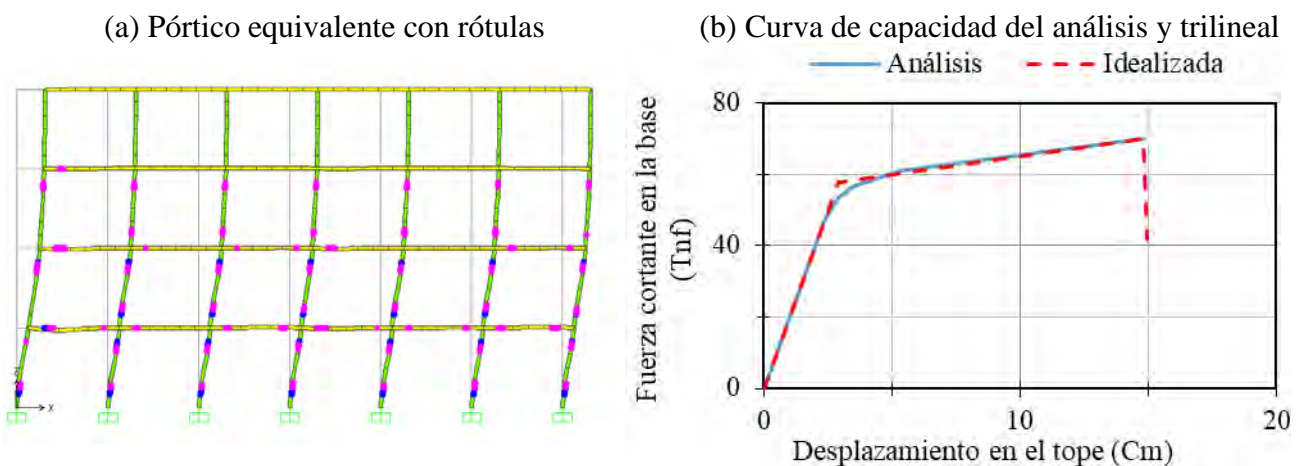 (a) Pórtico equivalente con rótulas
(b) Curva de capacidad del análisis y trilineal
Análisis
Idealizada
Fuerza cortante en la base
(Tnf)
80
40
0
0
10
20
Desplazamiento en el tope (Cm)
X